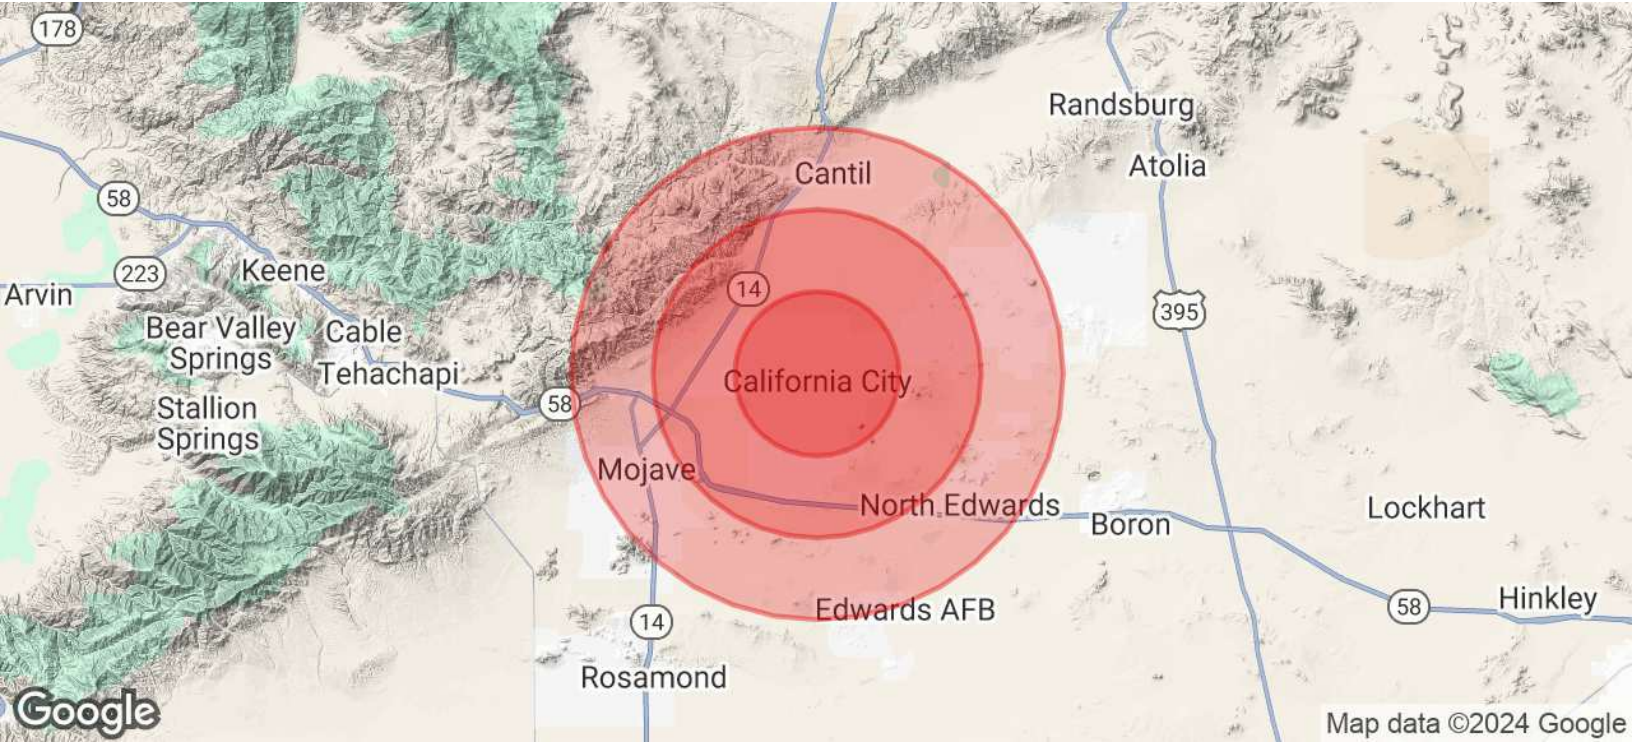 178
Randsburg
Cantil
Atolia
58
223
Keene
14
Arvin
395
Bear Valley
Springs
Cable
Tehachapi
California City
58
Stallion
Springs
Mojave
North Edwards
Boron
Lockhart
Hinkley
58
Edwards AFB
14
Rosamond
Google
Map data ©2024 Google